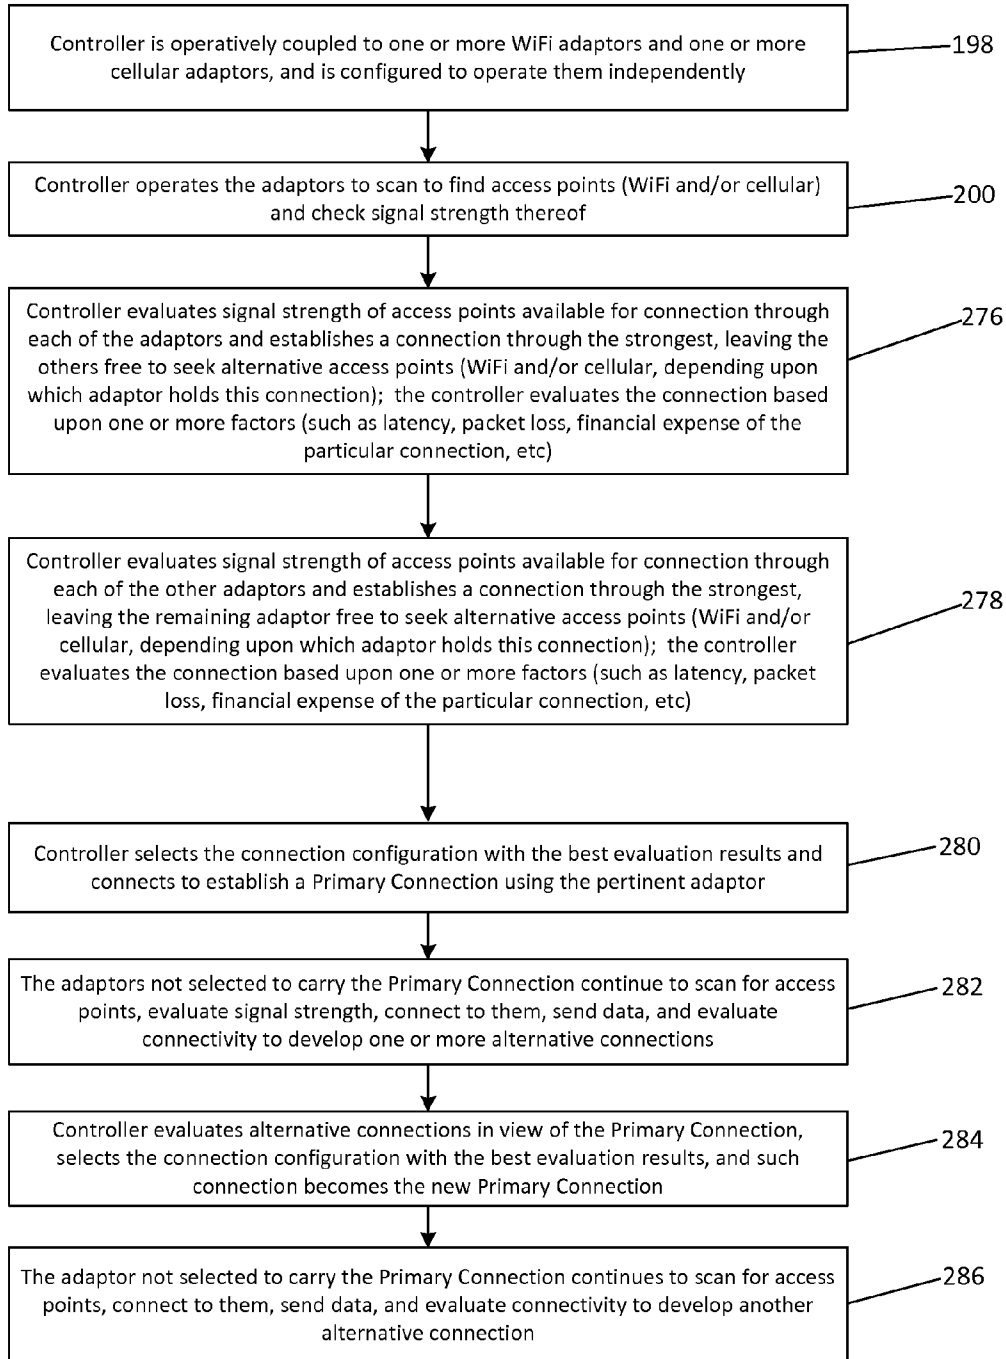 Controller is operatively coupled to one or more WiFi adaptors and one or more
cellular adaptors, and is configured to operate them independently
198
Controller operates the adaptors to scan to find access points (WiFi and/or cellular)
and check signal strength thereof
200
Controller evaluates signal strength of access points available for connection through
each of the adaptors and establishes a connection through the strongest, leaving the
others free to seek alternative access points (WiFi and/or cellular, depending upon
which adaptor holds this connection); the controller evaluates the connection based
upon one or more factors (such as latency, packet loss, financial expense of the
particular connection, etc)
276
Controller evaluates signal strength of access points available for connection through
each of the other adaptors and establishes a connection through the strongest,
leaving the remaining adaptor free to seek alternative access points (WiFi and/or
cellular, depending upon which adaptor holds this connection); the controller
evaluates the connection based upon one or more factors (such as latency, packet
loss, financial expense of the particular connection, etc)
278
Controller selects the connection configuration with the best evaluation results and
connects to establish a Primary Connection using the pertinent adaptor
280
The adaptors not selected to carry the Primary Connection continue to scan for access
points, evaluate signal strength, connect to them, send data, and evaluate
connectivity to develop one or more alternative connections
282
Controller evaluates alternative connections in view of the Primary Connection,
selects the connection configuration with the best evaluation results, and such
connection becomes the new Primary Connection
284
The adaptor not selected to carry the Primary Connection continues to scan for access
points, connect to them, send data, and evaluate connectivity to develop another
alternative connection
286